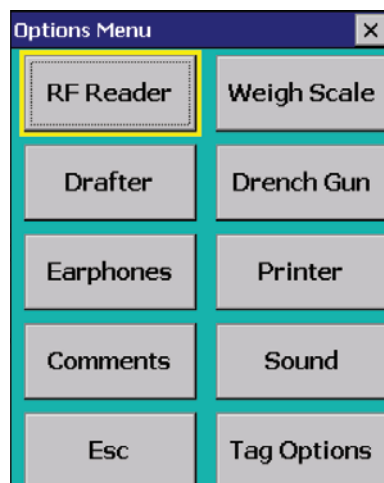 Options Menu
RF Reader Weigh Scale
Drafter Drench Gun
Earphones Printer
Comments Sound
Esc Tag Options